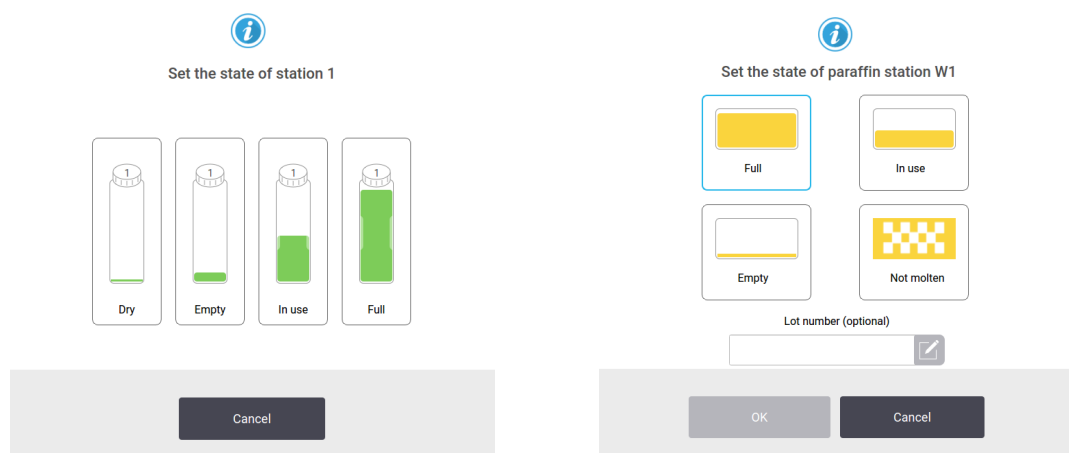 Set the state of station 1
1
1
1
1
Dry
Empty
In use
Full
Cancel
Set the state of paraffin station W1
Full
In use
Empty
Not molten
Lot number (optional)
OK
Cancel